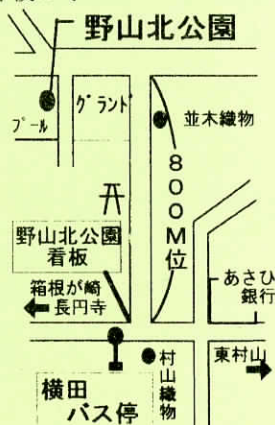 野山北公園
グランド
プール
並木織物
800M位
野山北公園
看板
箱根が崎
長円寺
あさひ
銀行
東村山
村山織物
横田
バス停